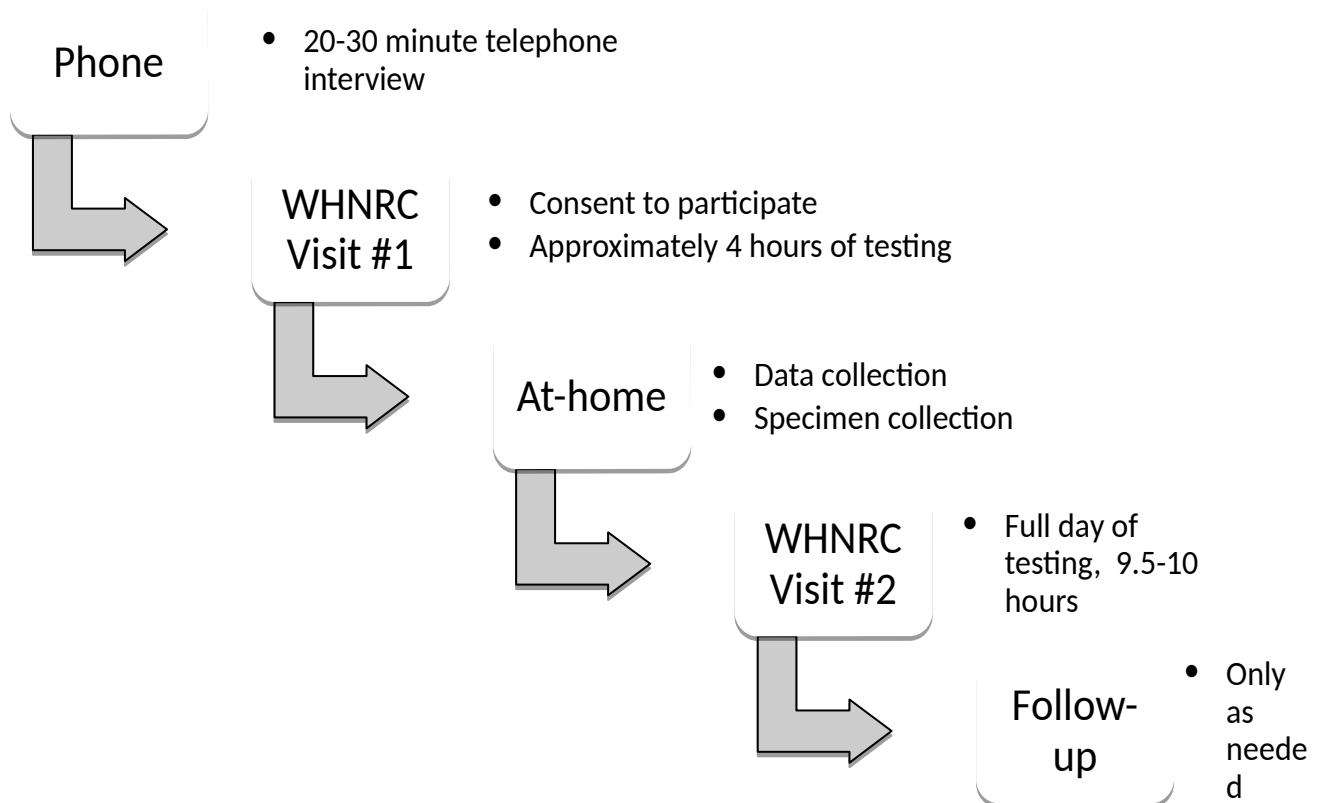 Phone
• 20-30 minute telephone
interview
WHNRC
Visit #1
• Consent to participate
• Approximately 4 hours of testing
At-home
• Data collection
• Specimen collection
WHNRC
Visit #2
• Full day of
testing, 9.5-10
hours
Follow-
up
• Only
as
neede
d